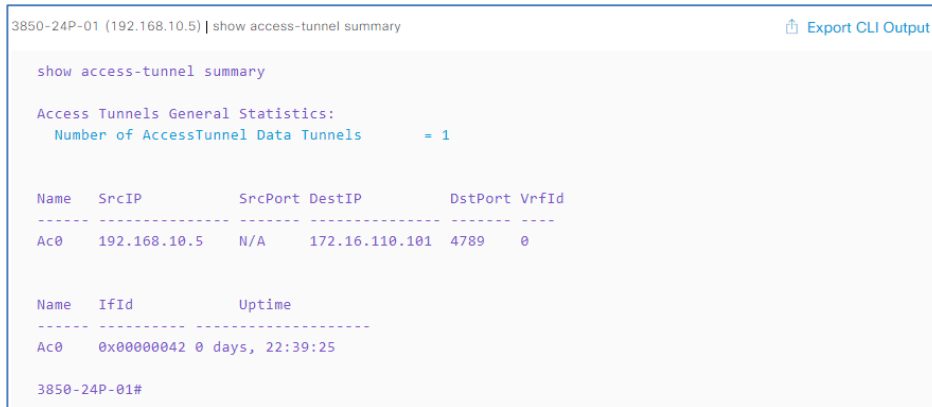 3850-24P-01 (192.168.10.5) | show access-tunnel summary Export CLI Output
show access-tunnel summary
Access Tunnels General Statistics:
Number of AccessTunnel Data Tunnels = 1
Name SrcIP SrcPort DestIP DstPort VrfId
------ --------------- ------- --------------- ------- ----
Ac0 192.168.10.5 N/A 172.16.110.101 4789 0
Name IfId Uptime
------ ---------- --------------------
Ac0 0x00000042 0 days, 22:39:25
3850-24P-01#